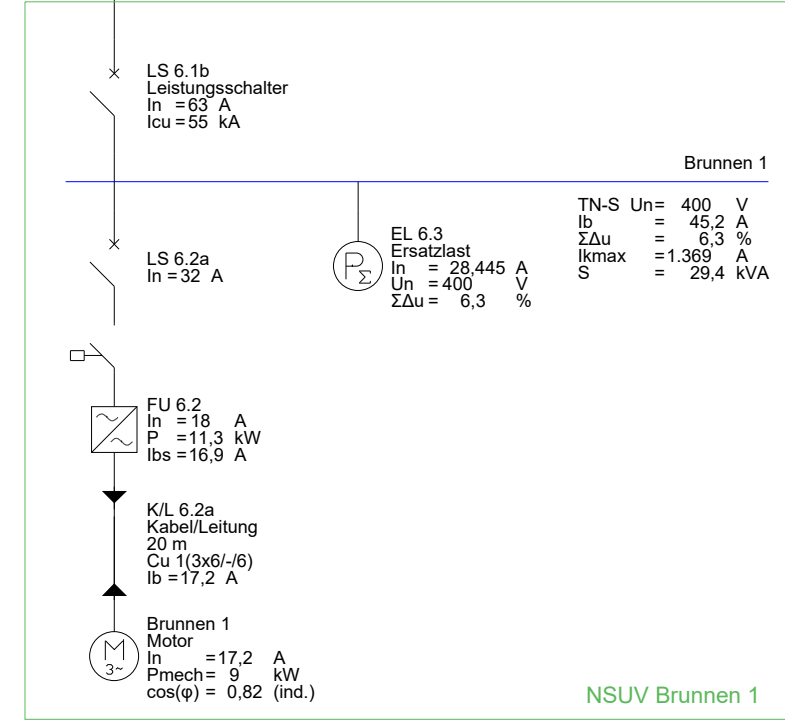 LS 6.1b
Leistungsschalter
In = 63 A
Icu = 55 kA
Brunnen 1
TN-S Un= 400 V
Ib = 45,2 A
ΣΔu = 6,3 %
Ikmax =1.369 A
S = 29,4 kVA
LS 6.2a
In = 32 A
EL 6.3
Ersatzlast
In = 28,445 A
Un = 400 V
ΣΔu = 6,3 %
PΣ
FU 6.2
In = 18 A
P = 11,3 kW
Ibs = 16,9 A
K/L 6.2a
Kabel/Leitung
20 m
Cu 1(3x6/-/6)
Ib = 17,2 A
Brunnen 1
Motor
In = 17,2 A
Pmech = 9 kW
cos(φ) = 0,82 (ind.)
M
3~
NSUV Brunnen 1